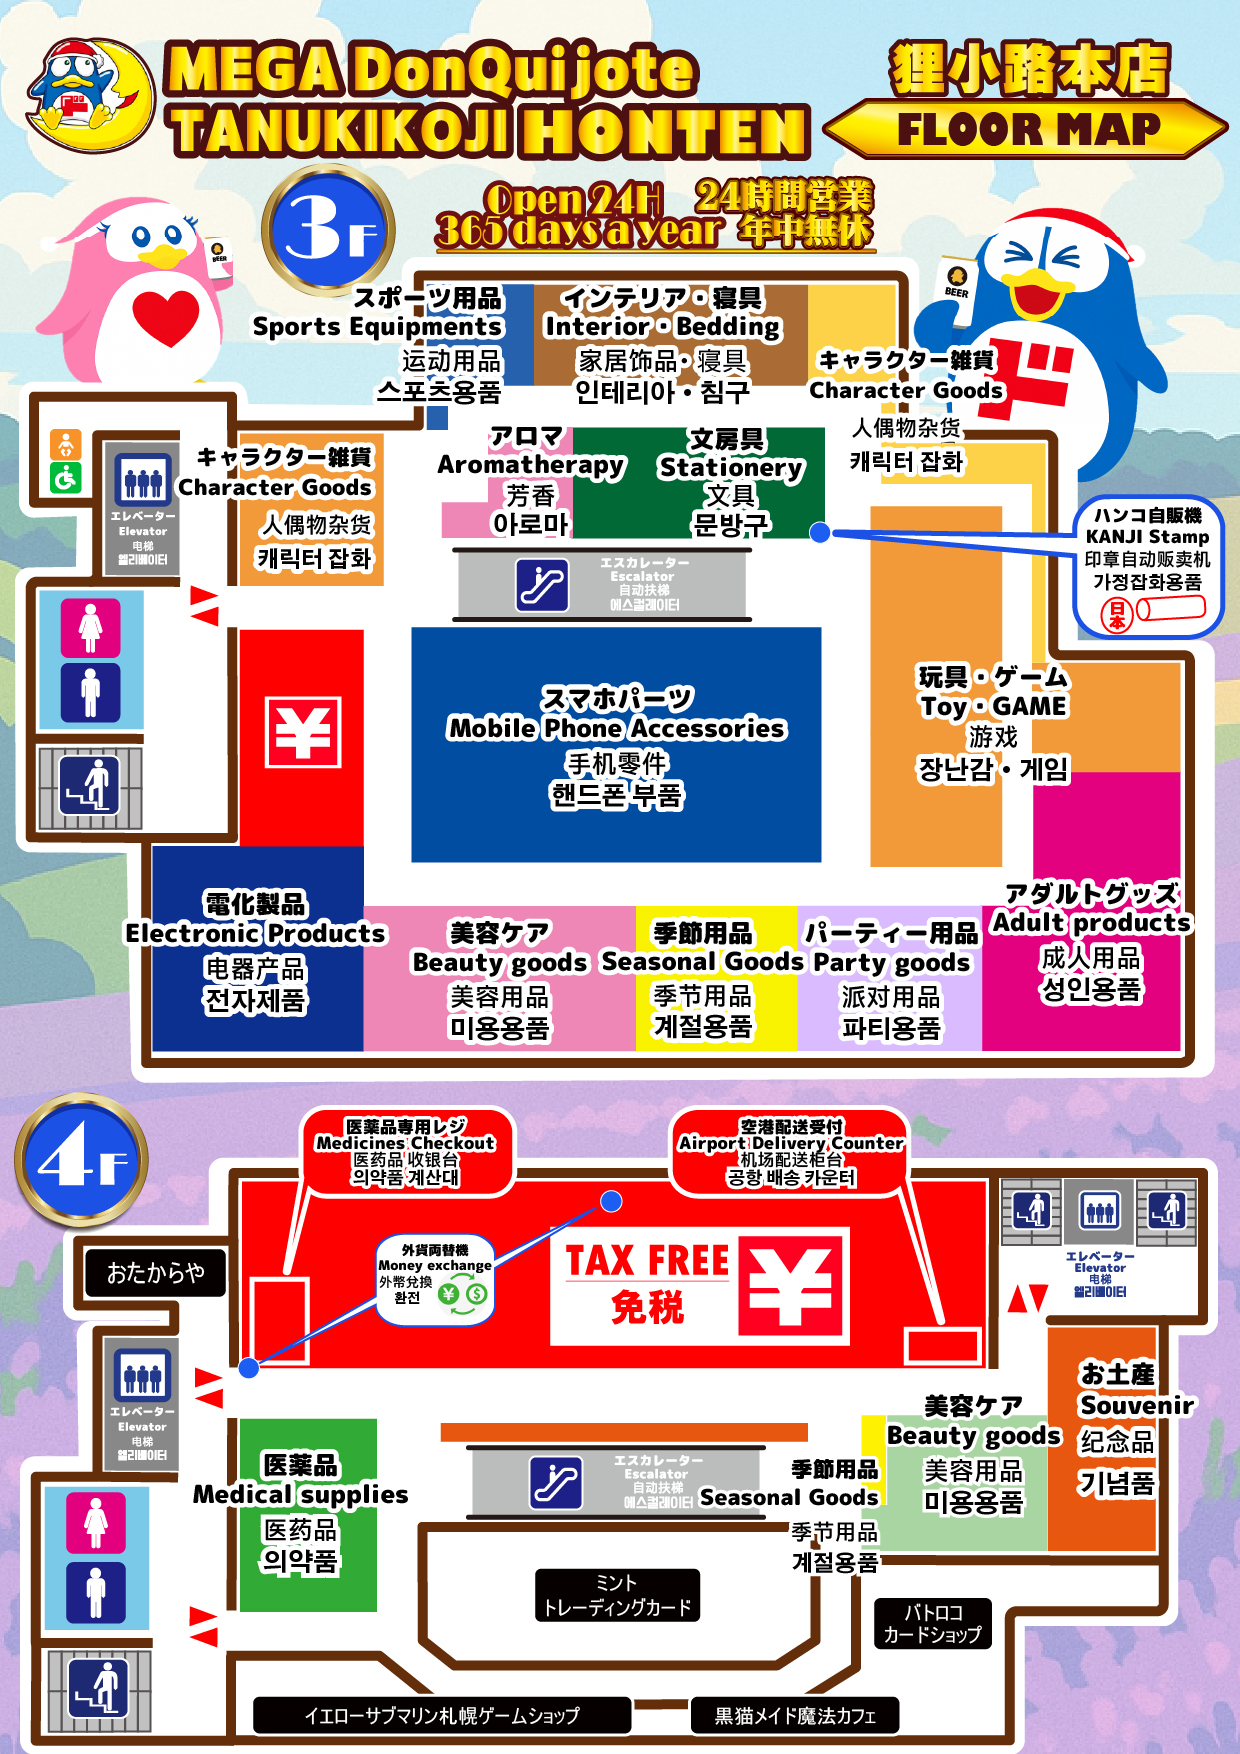 MEGA DonQuijote
TANUKIKOJI HONTEN
狸小路本店
FLOOR MAP
3F
Open 24H
365 days a year
24時間営業
年中無休
BEER
BEER
スポーツ用品
Sports Equipments
运动用品
스포츠용품
インテリア・寝具
Interior・Bedding
家居饰品・寝具
인테리아・침구
キャラクター雑貨
Character Goods
人偶物杂货
캐릭터 잡화
エレベーター
Elevator
电梯
엘리베이터
キャラクター雑貨
Character Goods
人偶物杂货
캐릭터 잡화
アロマ
Aromatherapy
芳香
아로마
文房具
Stationery
文具
문방구
ハンコ自販機
KANJI Stamp
印章自动贩卖机
가정잡화용품
日本
エスカレーター
Escalator
自动扶梯
에스컬레이터
スマホパーツ
Mobile Phone Accessories
手机零件
핸드폰 부품
玩具・ゲーム
Toy・GAME
游戏
장난감・게임
電化製品
Electronic Products
电器产品
전자제품
美容ケア
Beauty goods
美容用品
미용용품
季節用品
Seasonal Goods
季节用品
계절용품
パーティー用品
Party goods
派对用品
파티용품
アダルトグッズ
Adult products
成人用品
성인용품
4F
医薬品専用レジ
Medicines Checkout
医药品 收银台
의약품 계산대
空港配送受付
Airport Delivery Counter
机场配送柜台
공항 배송 카운터
おたからや
外貨両替機
Money exchange
外幣兌換
환전
TAX FREE
免税
エレベーター
Elevator
电梯
엘리베이터
エレベーター
Elevator
电梯
엘리베이터
医薬品
Medical supplies
医药品
의약품
エスカレーター
Escalator
自动扶梯
에스컬레이터
季節用品
Seasonal Goods
季节用品
계절용품
美容ケア
Beauty goods
美容用品
미용용품
お土産
Souvenir
纪念品
기념품
ミント
トレーディングカード
バトロコ
カードショップ
イエローサブマリン札幌ゲームショップ
黒猫メイド魔法カフェ